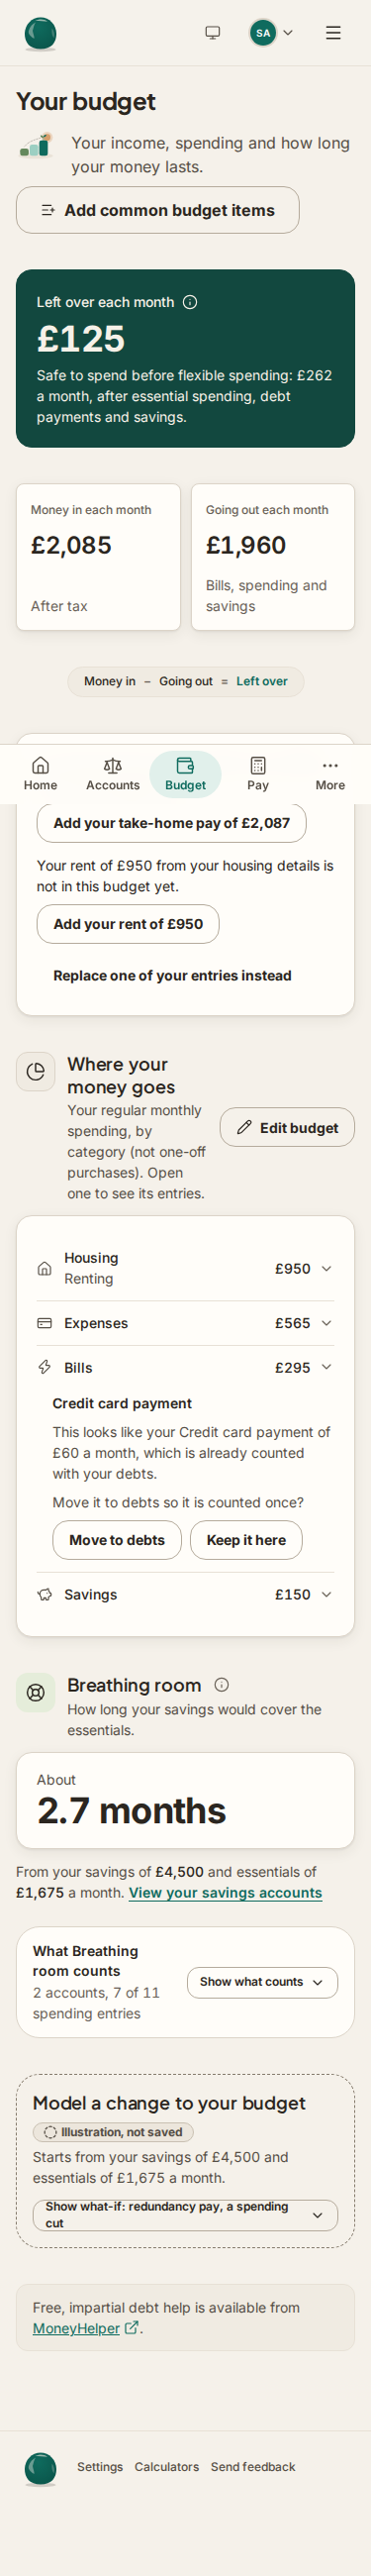 SA
Your budget
Your income, spending and how long
your money lasts.
Add common budget items
Left over each month
£125
Safe to spend before flexible spending: £262
a month, after essential spending, debt
payments and savings.
Money in each month
£2,085
After tax
Going out each month
£1,960
Bills, spending and
savings
Money in − Going out = Left over
Home
Accounts
Budget
Pay
More
Add your take-home pay of £2,087
Your rent of £950 from your housing details is
not in this budget yet.
Add your rent of £950
Replace one of your entries instead
Where your
money goes
Your regular monthly
spending, by
category (not one-off
purchases). Open
one to see its entries.
Edit budget
Housing
Renting
£950
Expenses
£565
Bills
£295
Credit card payment
This looks like your Credit card payment of
£60 a month, which is already counted
with your debts.
Move it to debts so it is counted once?
Move to debts
Keep it here
Savings
£150
Breathing room
How long your savings would cover the
essentials.
About
2.7 months
From your savings of £4,500 and essentials of
£1,675 a month. View your savings accounts
What Breathing
room counts
2 accounts, 7 of 11
spending entries
Show what counts
Model a change to your budget
Illustration, not saved
Starts from your savings of £4,500 and
essentials of £1,675 a month.
Show what-if: redundancy pay, a spending
cut
Free, impartial debt help is available from
MoneyHelper.
Settings
Calculators
Send feedback